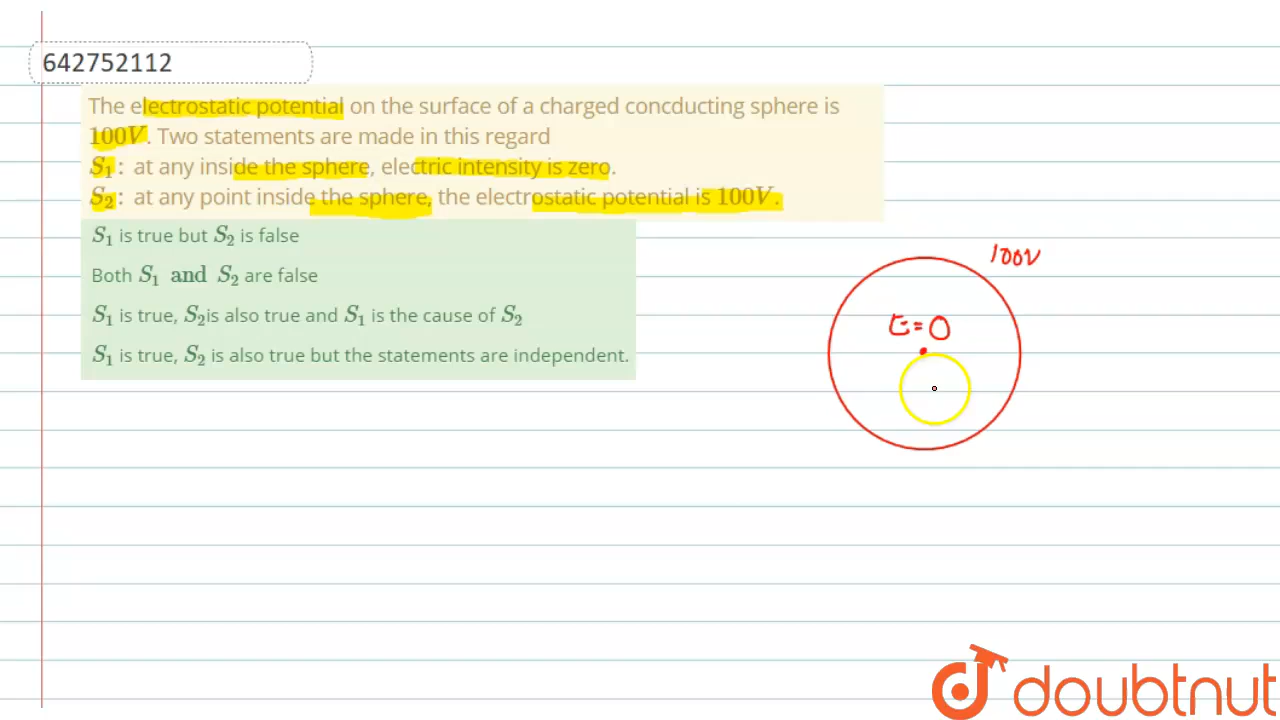 642752112
The electrostatic potential on the surface of a charged concducting sphere is
100V. Two statements are made in this regard
S₁: at any inside the sphere, electric intensity is zero.
S₂: at any point inside the sphere, the electrostatic potential is 100V.
S₁ is true but S₂ is false
Both S₁ and S₂ are false
S₁ is true, S₂is also true and S₁ is the cause of S₂
S₁ is true, S₂ is also true but the statements are independent.
100V
E=0
doubtnut